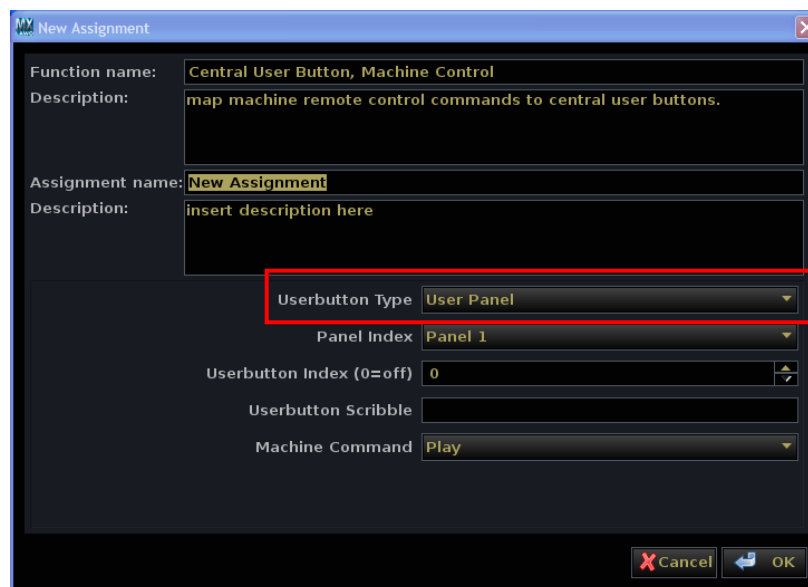 MX New Assignment
Function name: Central User Button, Machine Control
Description: map machine remote control commands to central user buttons.
Assignment name: New Assignment
Description: insert description here
Userbutton Type User Panel
Panel Index Panel 1
Userbutton Index (0=off) 0
Userbutton Scribble
Machine Command Play
Cancel OK